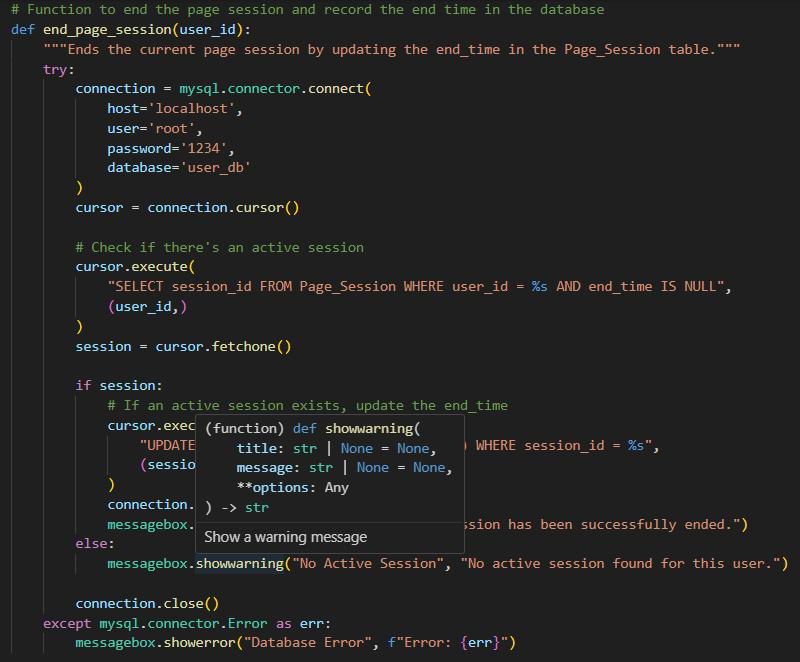 # Function to end the page session and record the end time in the database
def end_page_session(user_id):
    """Ends the current page session by updating the end_time in the Page_Session table."""
    try:
        connection = mysql.connector.connect(
            host='localhost',
            user='root',
            password='1234',
            database='user_db'
        )
        cursor = connection.cursor()
        # Check if there's an active session
        cursor.execute(
            "SELECT session_id FROM Page_Session WHERE user_id = %s AND end_time IS NULL",
            (user_id,)
        )
        session = cursor.fetchone()
        if session:
            # If an active session exists, update the end_time
            cursor.exec
                "UPDATE ) WHERE session_id = %s",
                (sessio
            )
            connection.
            messagebox. ssion has been successfully ended.")
        else:
            messagebox.showwarning("No Active Session", "No active session found for this user.")
        connection.close()
    except mysql.connector.Error as err:
        messagebox.showerror("Database Error", f"Error: {err}")
(function) def showwarning(
    title: str | None = None,
    message: str | None = None,
    **options: Any
) -> str
Show a warning message